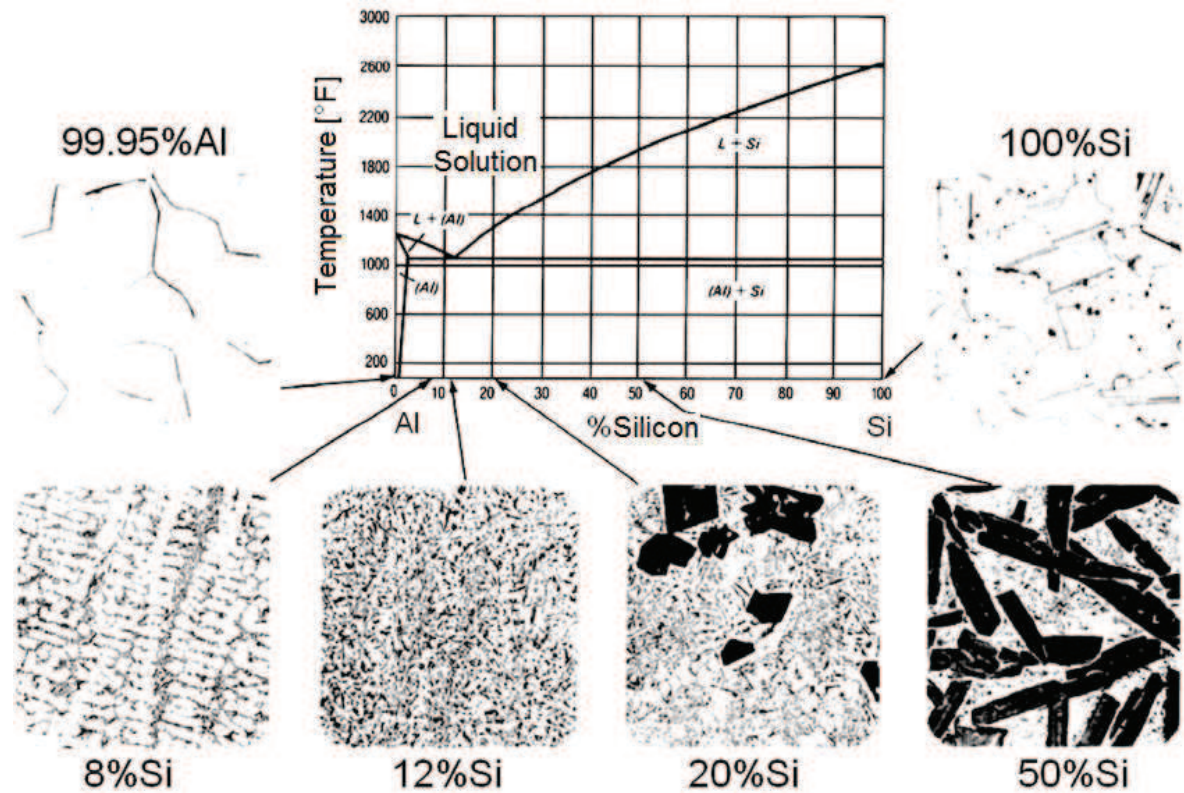 3000
2600
2200
1800
1400
1000
600
200
Temperature [°F]
Liquid
Solution
L + Si
L + (Al)
(Al)
(Al) + Si
0 10 20 30 40 50 60 70 80 90 100
Al
%Silicon
Si
99.95%Al
100%Si
8%Si
12%Si
20%Si
50%Si